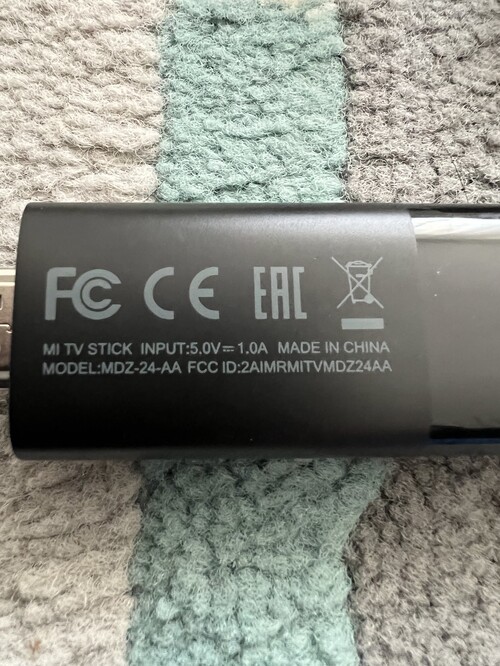 FC CE EAC
MI TV STICK INPUT:5.0V⎓1.0A MADE IN CHINA
MODEL:MDZ-24-AA FCC ID:2AIMRMITVMDZ24AA